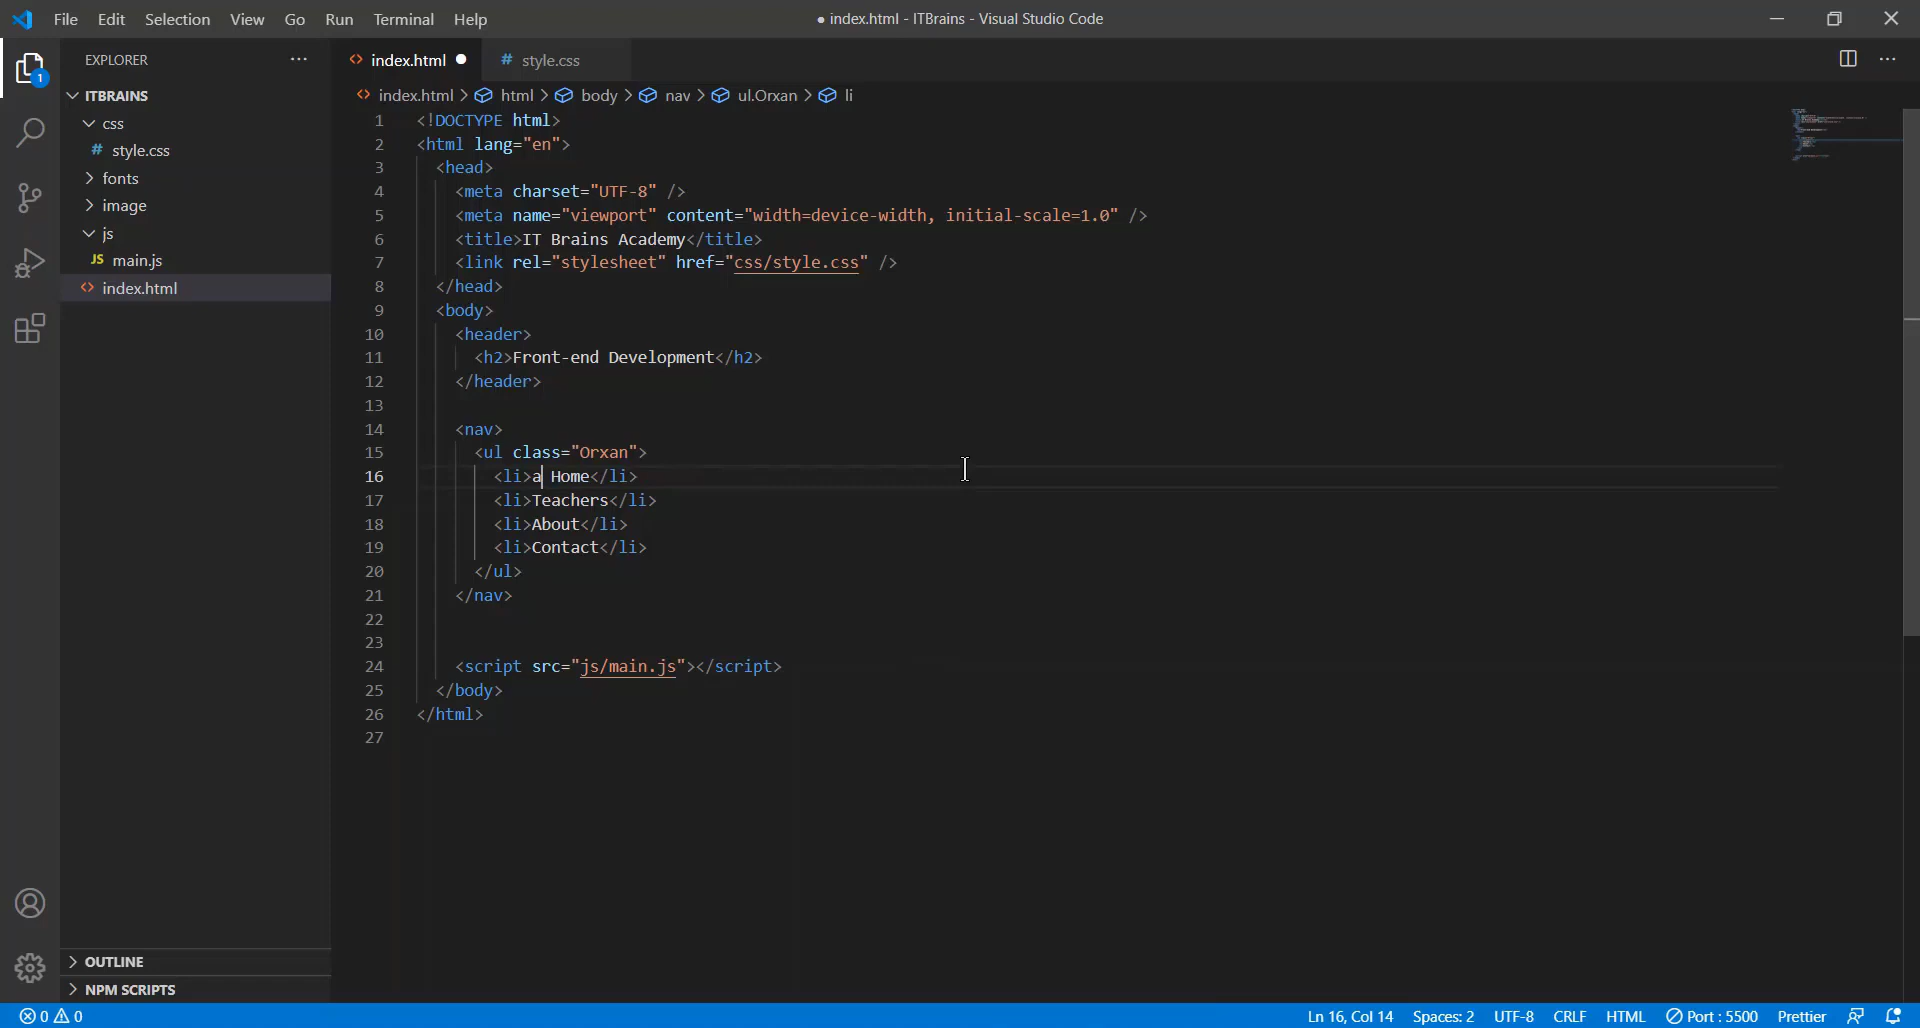 File Edit Selection View Go Run Terminal Help
● index.html - ITBrains - Visual Studio Code
EXPLORER
1
ITBRAINS
css
# style.css
fonts
image
js
JS main.js
<> index.html
OUTLINE
NPM SCRIPTS
<> index.html ●
# style.css
<> index.html > html > body > nav > ul.Orxan > li
1 <!DOCTYPE html>
2 <html lang="en">
3 <head>
4 <meta charset="UTF-8" />
5 <meta name="viewport" content="width=device-width, initial-scale=1.0" />
6 <title>IT Brains Academy</title>
7 <link rel="stylesheet" href="css/style.css" />
8 </head>
9 <body>
10 <header>
11 <h2>Front-end Development</h2>
12 </header>
13
14 <nav>
15 <ul class="Orxan">
16 <li>a Home</li>
17 <li>Teachers</li>
18 <li>About</li>
19 <li>Contact</li>
20 </ul>
21 </nav>
22
23
24 <script src="js/main.js"></script>
25 </body>
26 </html>
27
0 0
Ln 16, Col 14 Spaces: 2 UTF-8 CRLF HTML Port : 5500 Prettier